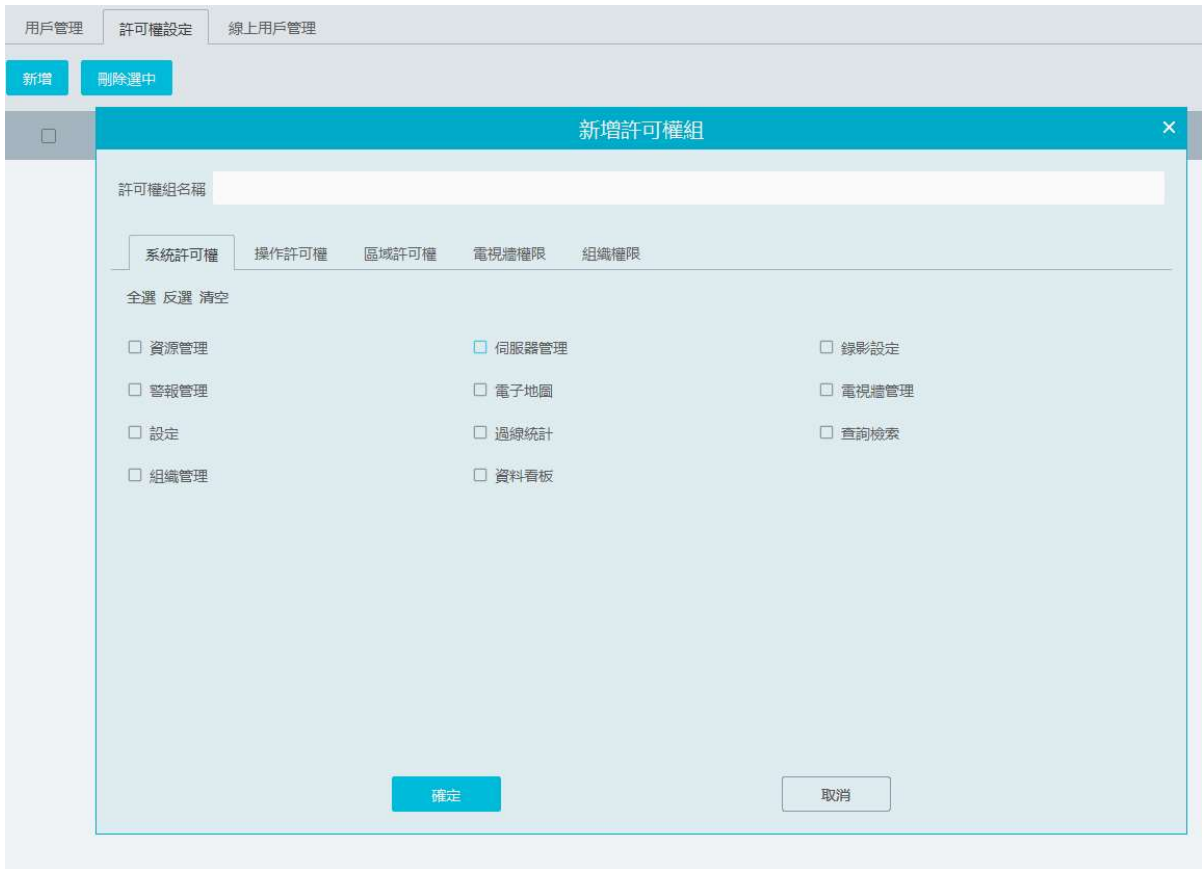 用戶管理 許可權設定 線上用戶管理
新增 刪除選中
新增許可權組 ×
許可權組名稱
系統許可權 操作許可權 區域許可權 電視牆權限 組織權限
全選 反選 清空
資源管理 伺服器管理 錄影設定
警報管理 電子地圖 電視牆管理
設定 過線統計 查詢檢索
組織管理 資料看板
確定 取消